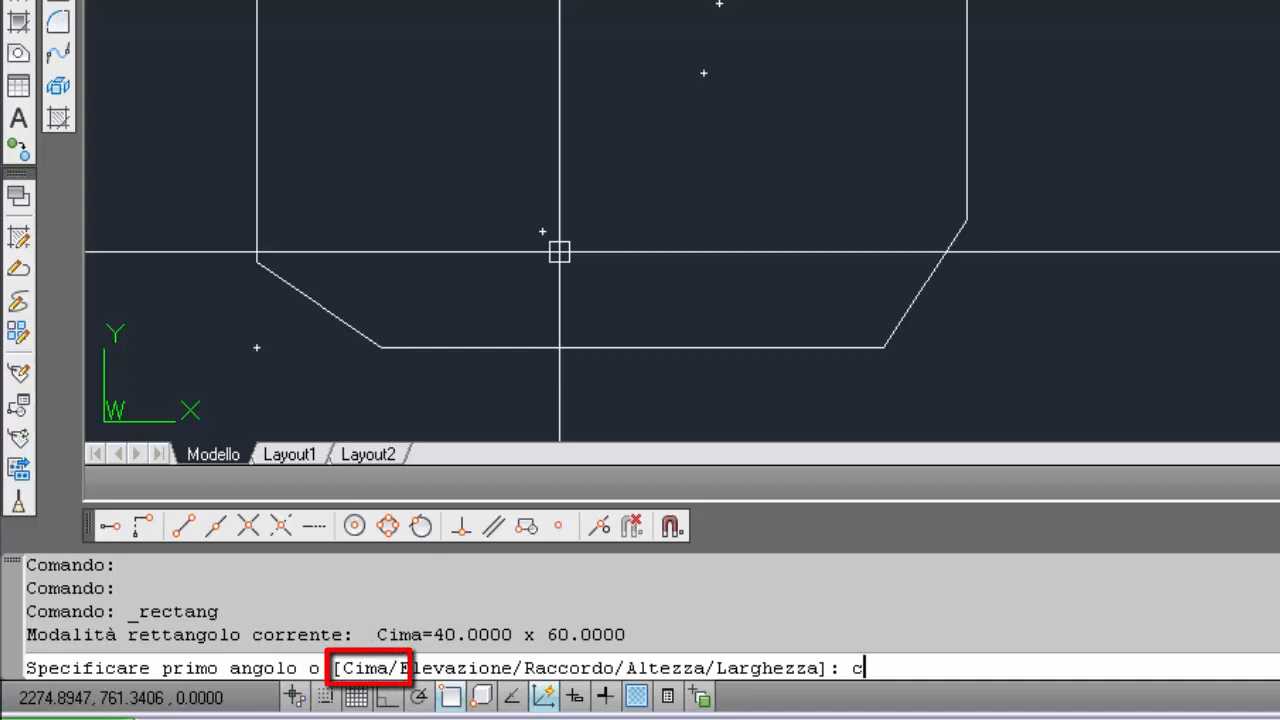 A
Y
W X
Modello Layout1 Layout2
Comando:
Comando:
Comando: _rectang
Modalità rettangolo corrente: Cima=40.0000 x 60.0000
Specificare primo angolo o [Cima/Elevazione/Raccordo/Altezza/Larghezza]: c
2274.8947, 761.3406 , 0.0000